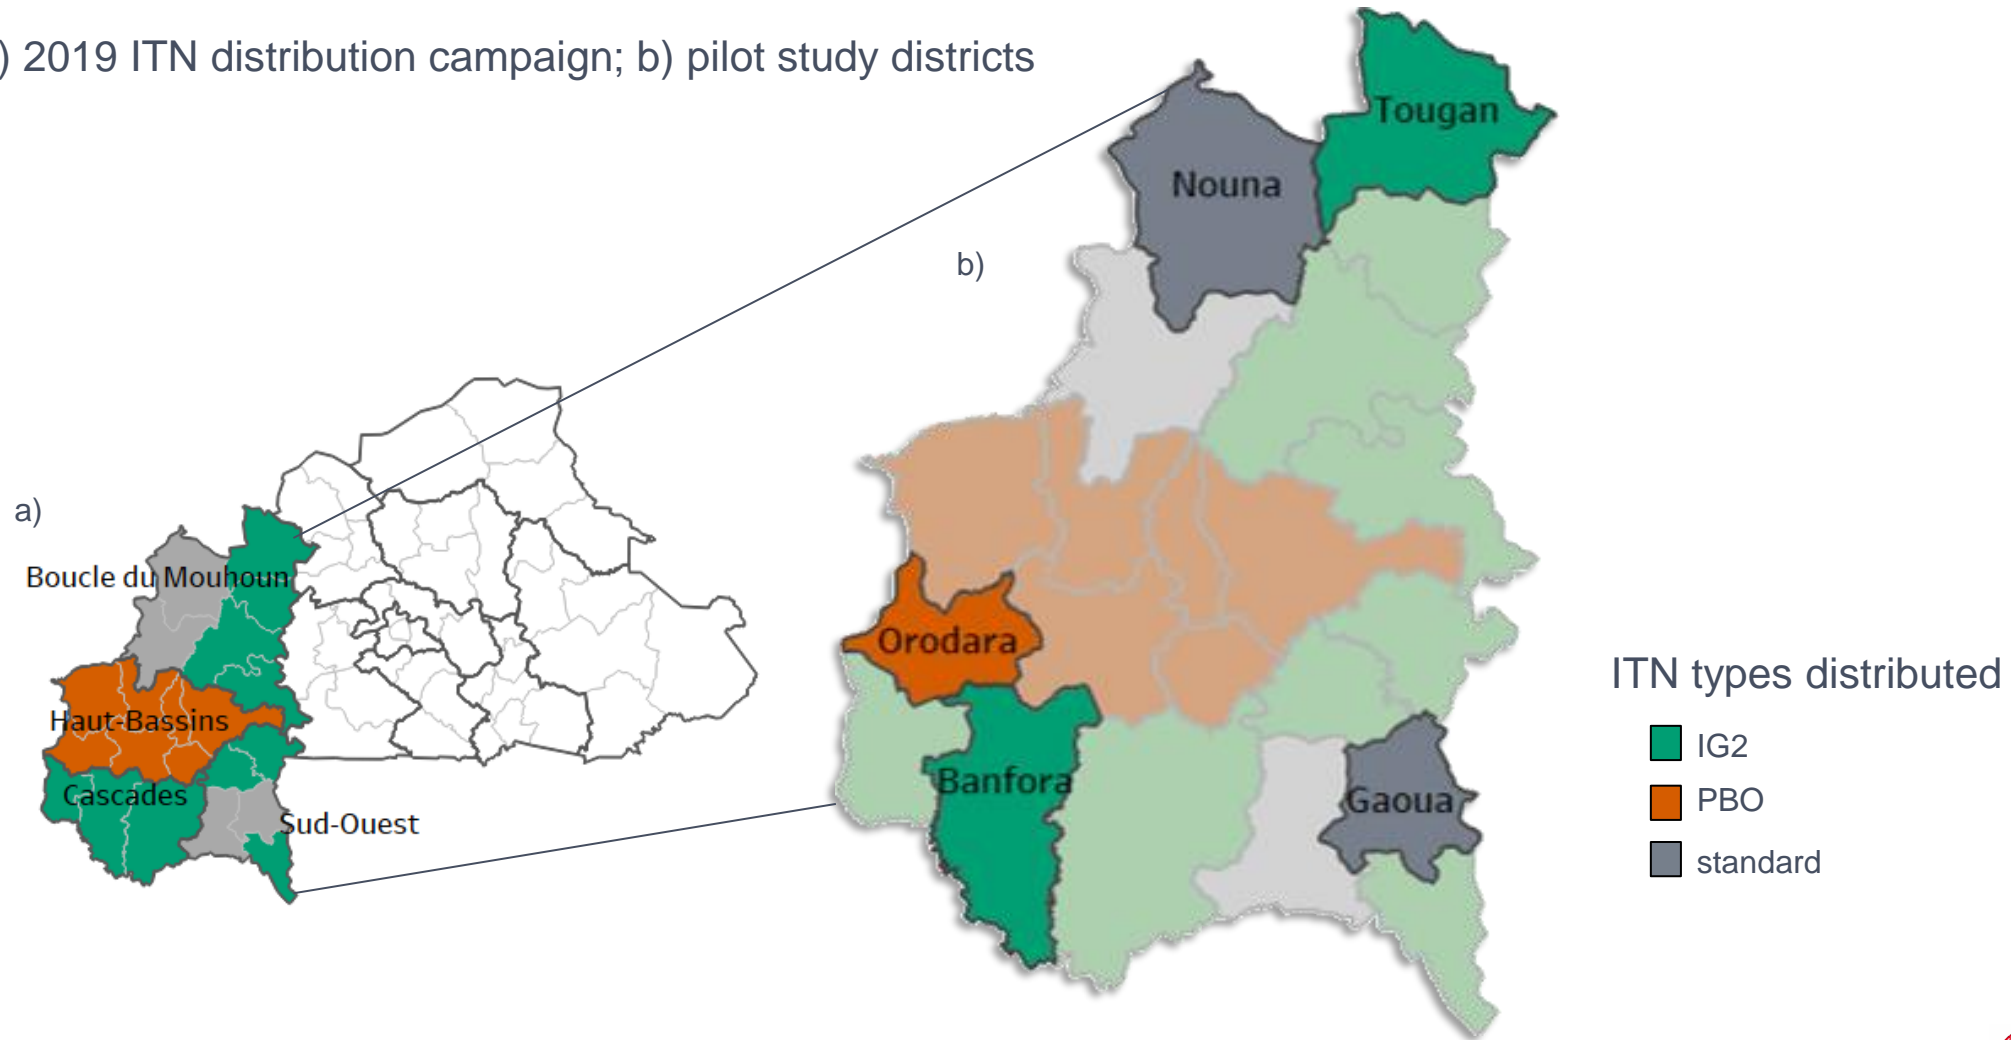 ) 2019 ITN distribution campaign; b) pilot study districts
Tougan
Nouna
b)
a)
Boucle du Mouhoun
Orodara
Haut-Bassins
ITN types distributed
IG2
Banfora
Cascades
PBO
Gaoua
Sud-Ouest
standard